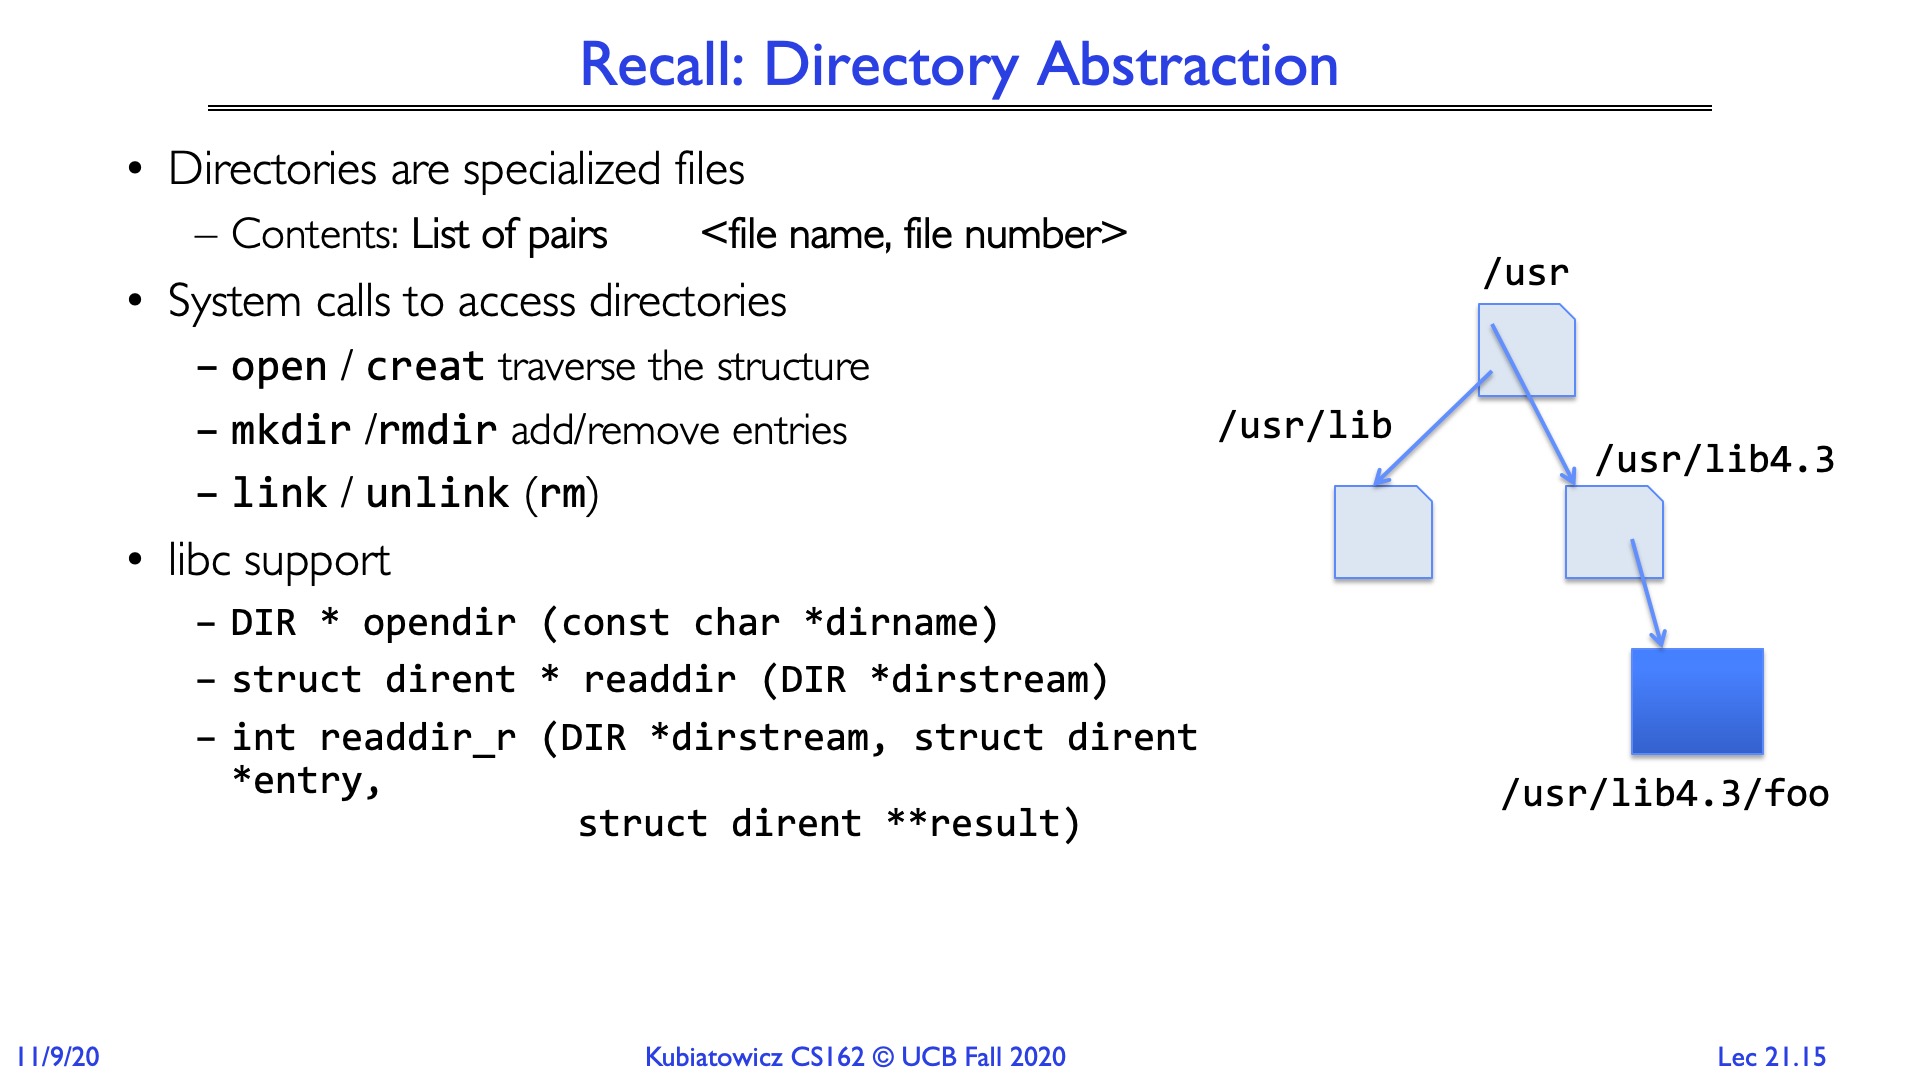 Recall: Directory Abstraction
• Directories are specialized files
– Contents: List of pairs <file name, file number>
• System calls to access directories
– open / creat traverse the structure
– mkdir /rmdir add/remove entries
– link / unlink (rm)
• libc support
– DIR * opendir (const char *dirname)
– struct dirent * readdir (DIR *dirstream)
– int readdir_r (DIR *dirstream, struct dirent
*entry,
struct dirent **result)
/usr
/usr/lib
/usr/lib4.3
/usr/lib4.3/foo
11/9/20
Kubiatowicz CS162 © UCB Fall 2020
Lec 21.15